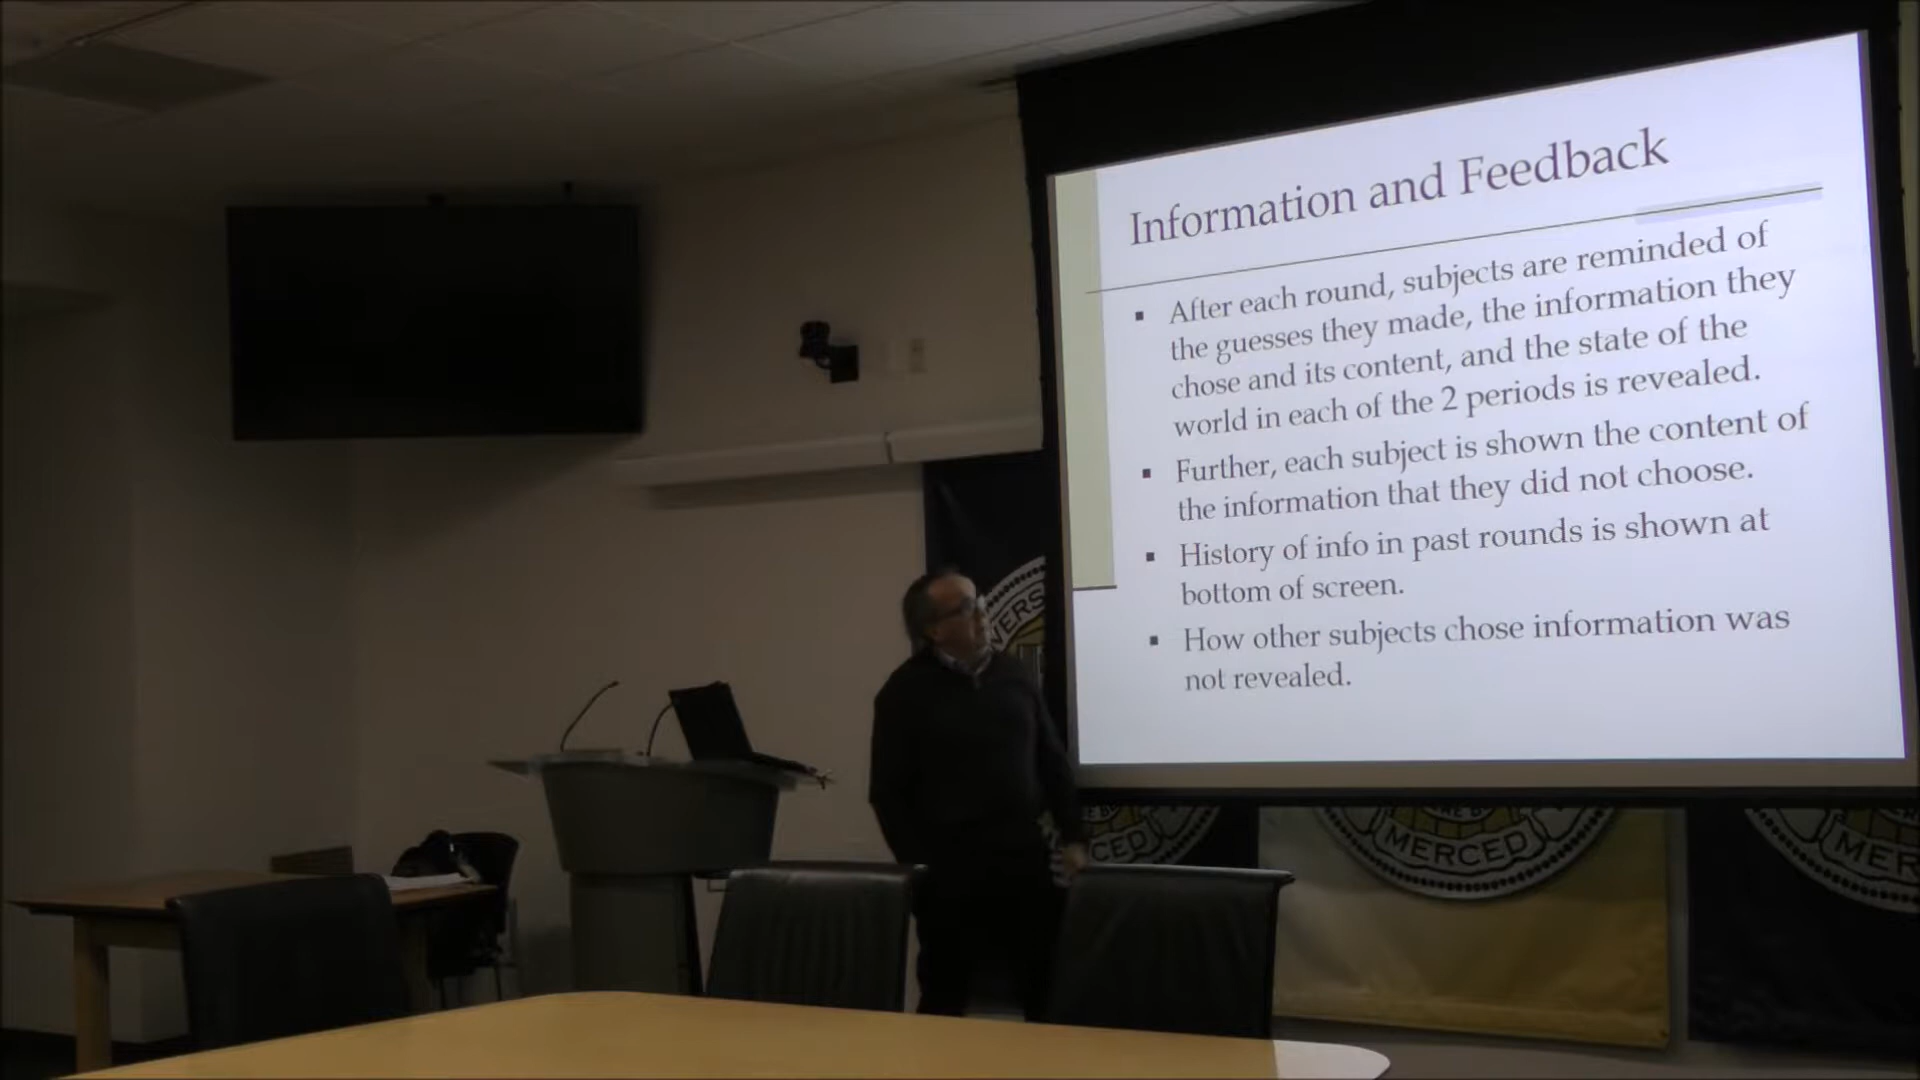 Information and Feedback
▪ After each round, subjects are reminded of
the guesses they made, the information they
chose and its content, and the state of the
world in each of the 2 periods is revealed.
▪ Further, each subject is shown the content of
the information that they did not choose.
▪ History of info in past rounds is shown at
bottom of screen.
▪ How other subjects chose information was
not revealed.
VERS
CED
MERCED
MER